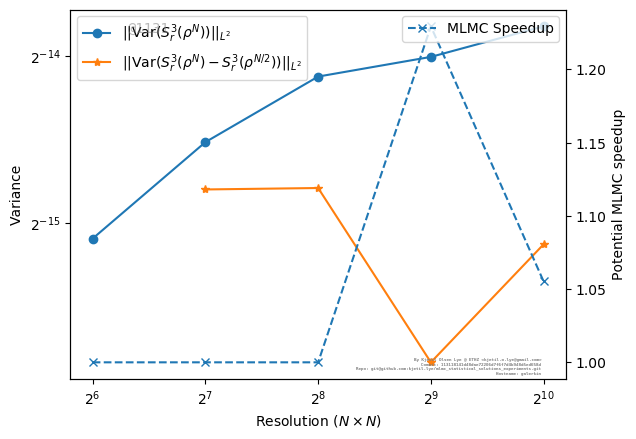 ||Var(S_r^3(ρ^N))||_{L^2}
||Var(S_r^3(ρ^N) − S_r^3(ρ^{N/2}))||_{L^2}
MLMC Speedup
2^{-14}
2^{-15}
Variance
1.20
1.15
1.10
1.05
1.00
Potential MLMC speedup
2^6 2^7 2^8 2^9 2^{10}
Resolution (N × N)